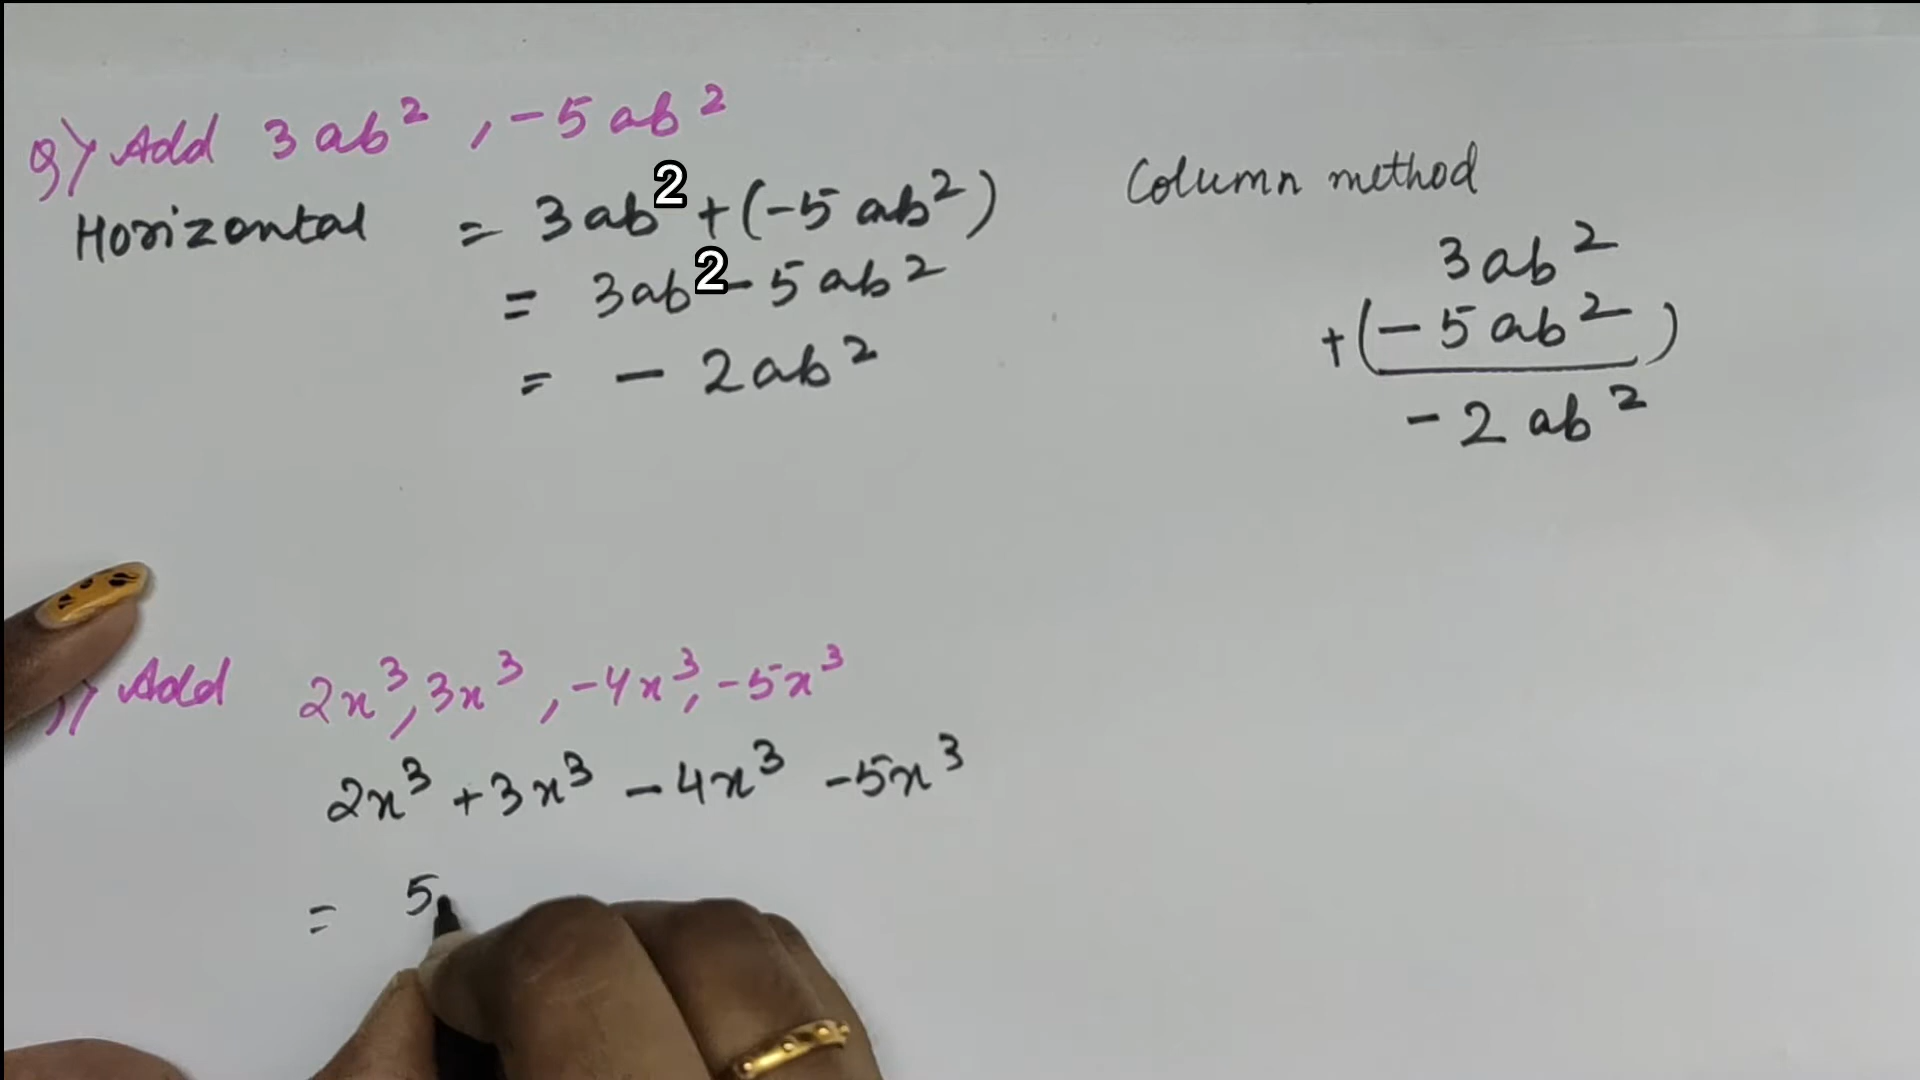 Q) Add 3ab², -5ab²
Horizontal = 3ab² + (-5ab²)
= 3ab² - 5ab²
= - 2ab²
Column method
3ab²
+(-5ab²)
-2ab²
) Add 2x³, 3x³, -4x³, -5x³
2x³ + 3x³ - 4x³ - 5x³
= 5